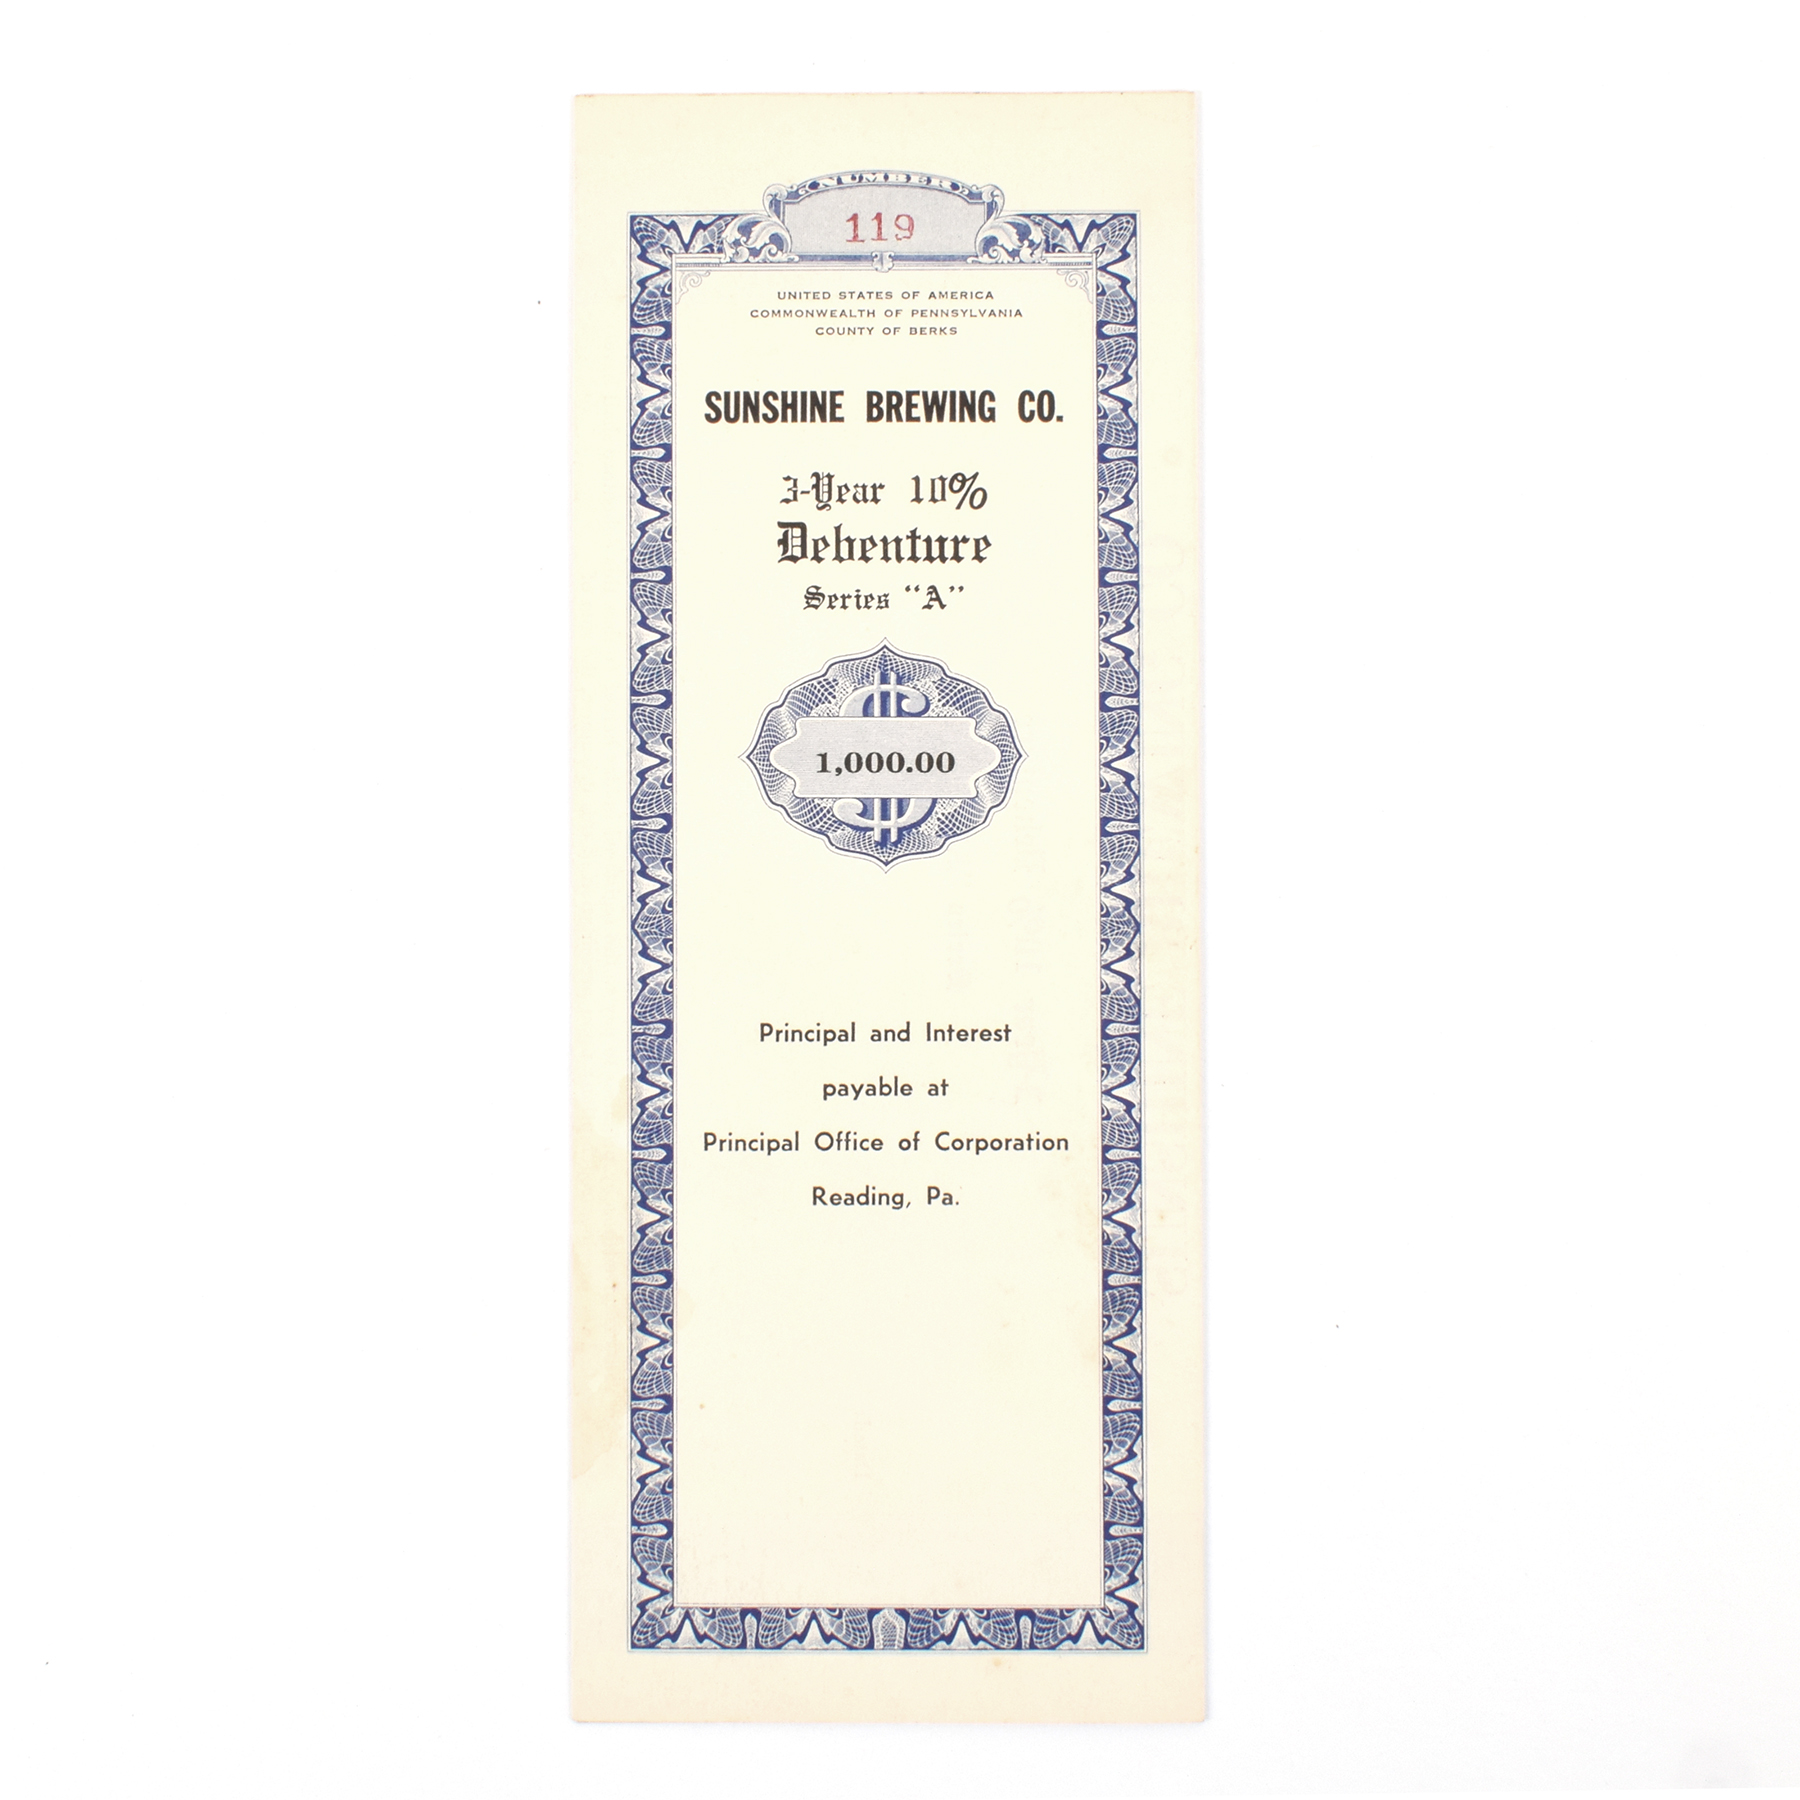 NUMBER
119
UNITED STATES OF AMERICA
COMMONWEALTH OF PENNSYLVANIA
COUNTY OF BERKS
SUNSHINE BREWING CO.
3-Year 10%
Debenture
Series “A”
$
1,000.00
Principal and Interest
payable at
Principal Office of Corporation
Reading, Pa.